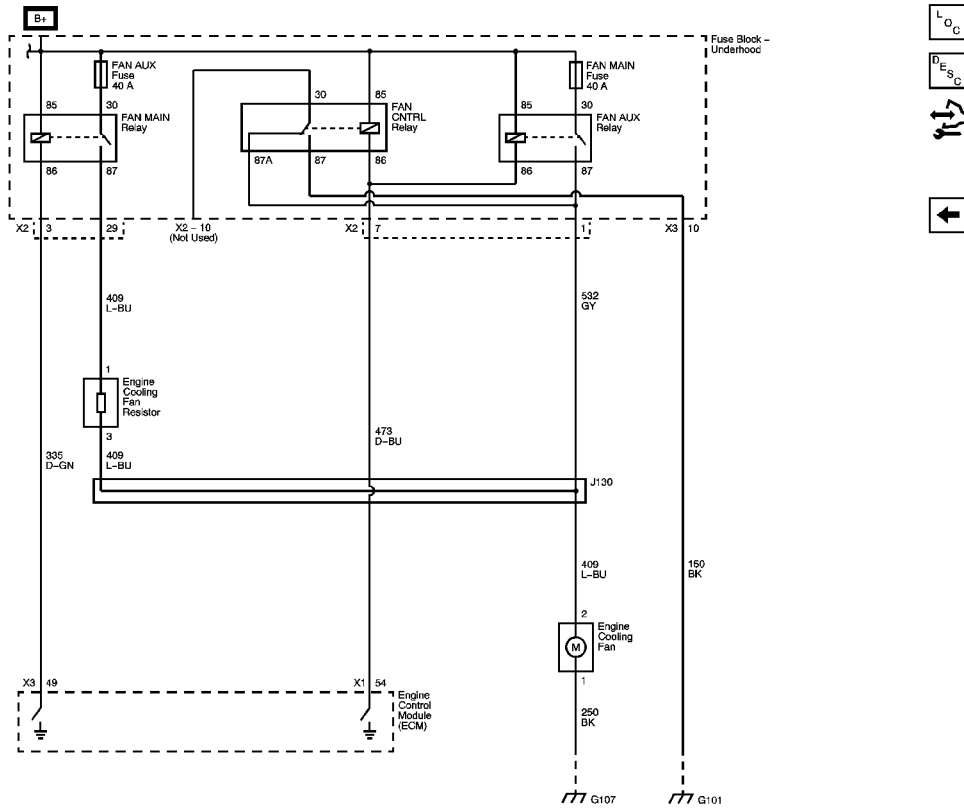 B+
Fuse Block –
Underhood
FAN AUX
Fuse
40 A
FAN MAIN
Fuse
40 A
85
30
FAN MAIN
Relay
86
87
30
85
FAN
CNTRL
Relay
87A
87
86
85
30
FAN AUX
Relay
86
87
X2
3
29
X2 – 10
(Not Used)
X2
7
1
X3
10
409
L–BU
532
GY
1
Engine
Cooling
Fan
Resistor
3
335
D–GN
409
L–BU
473
D–BU
J130
409
L–BU
150
BK
2
Engine
Cooling
Fan
M
1
X3
49
X1
54
Engine
Control
Module
(ECM)
250
BK
G107
G101
LOC
DESC